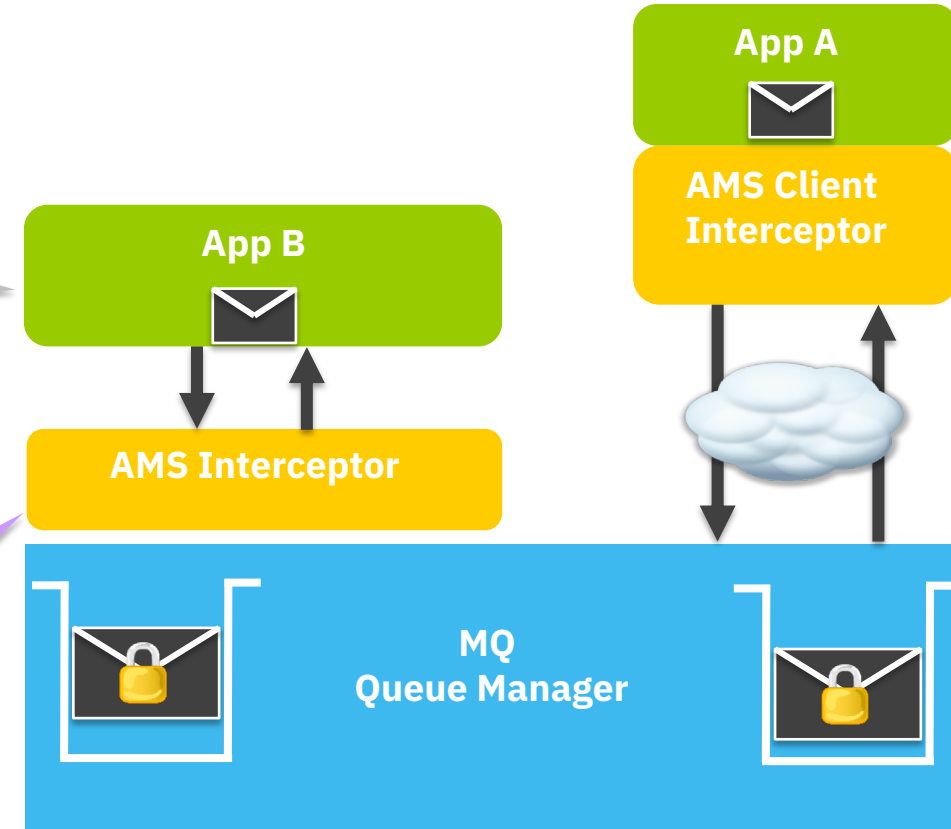 App A
AMS Client
Interceptor
App B
AMS Interceptor
MQ
Queue Manager